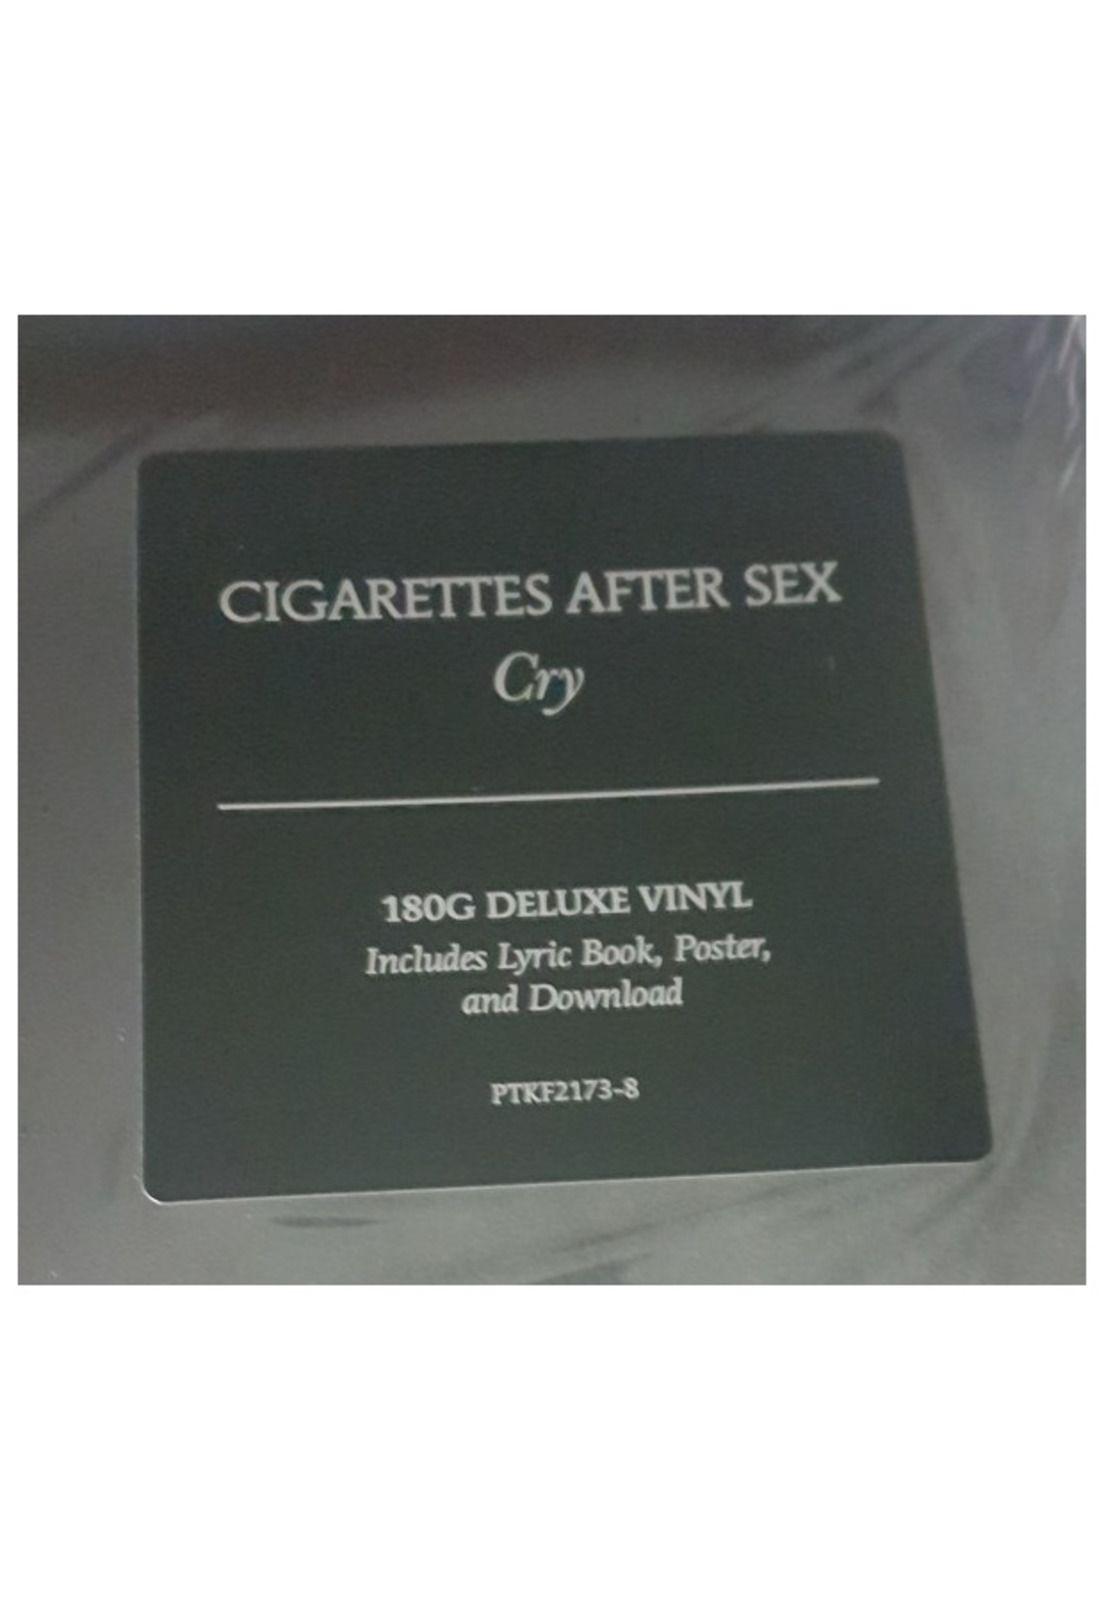 CIGARETTES AFTER SEX
Cry
180G DELUXE VINYL
Includes Lyric Book, Poster,
and Download
PTKF2173-8